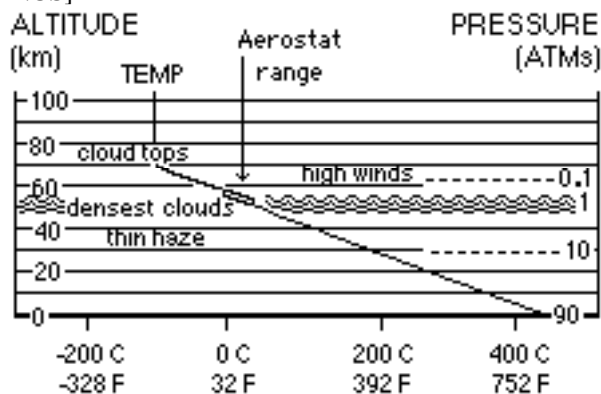 ALTITUDE
(km)
PRESSURE
(ATMs)
Aerostat
range
TEMP
100
80
cloud tops
high winds
0.1
60
densest clouds
1
40
thin haze
10
20
0
90
-200 C
0 C
200 C
400 C
-328 F
32 F
392 F
752 F